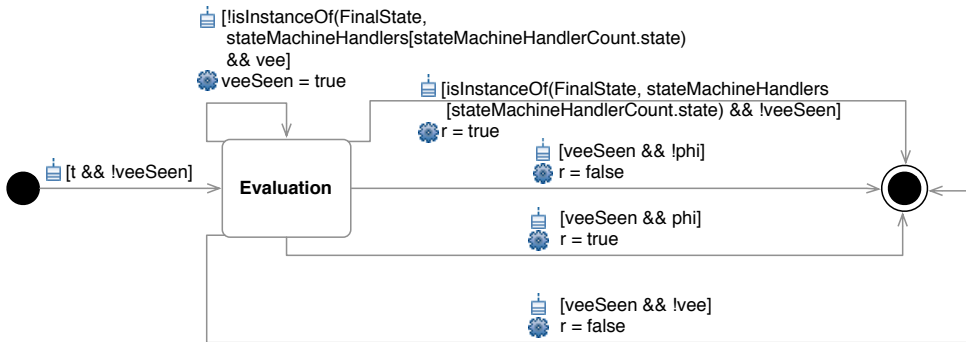 [!isInstanceOf(FinalState,
stateMachineHandlers[stateMachineHandlerCount.state)
&& vee]
veeSeen = true
[isInstanceOf(FinalState, stateMachineHandlers
[stateMachineHandlerCount.state) && !veeSeen]
r = true
[t && !veeSeen]
Evaluation
[veeSeen && !phi]
r = false
[veeSeen && phi]
r = true
[veeSeen && !vee]
r = false